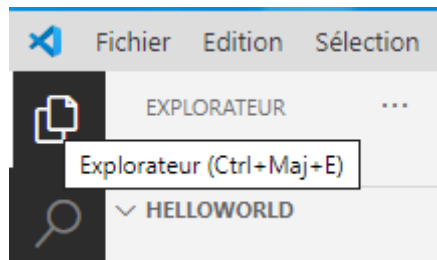 Fichier Edition Sélection
EXPLORATEUR ...
Explorateur (Ctrl+Maj+E)
HELLOWORLD